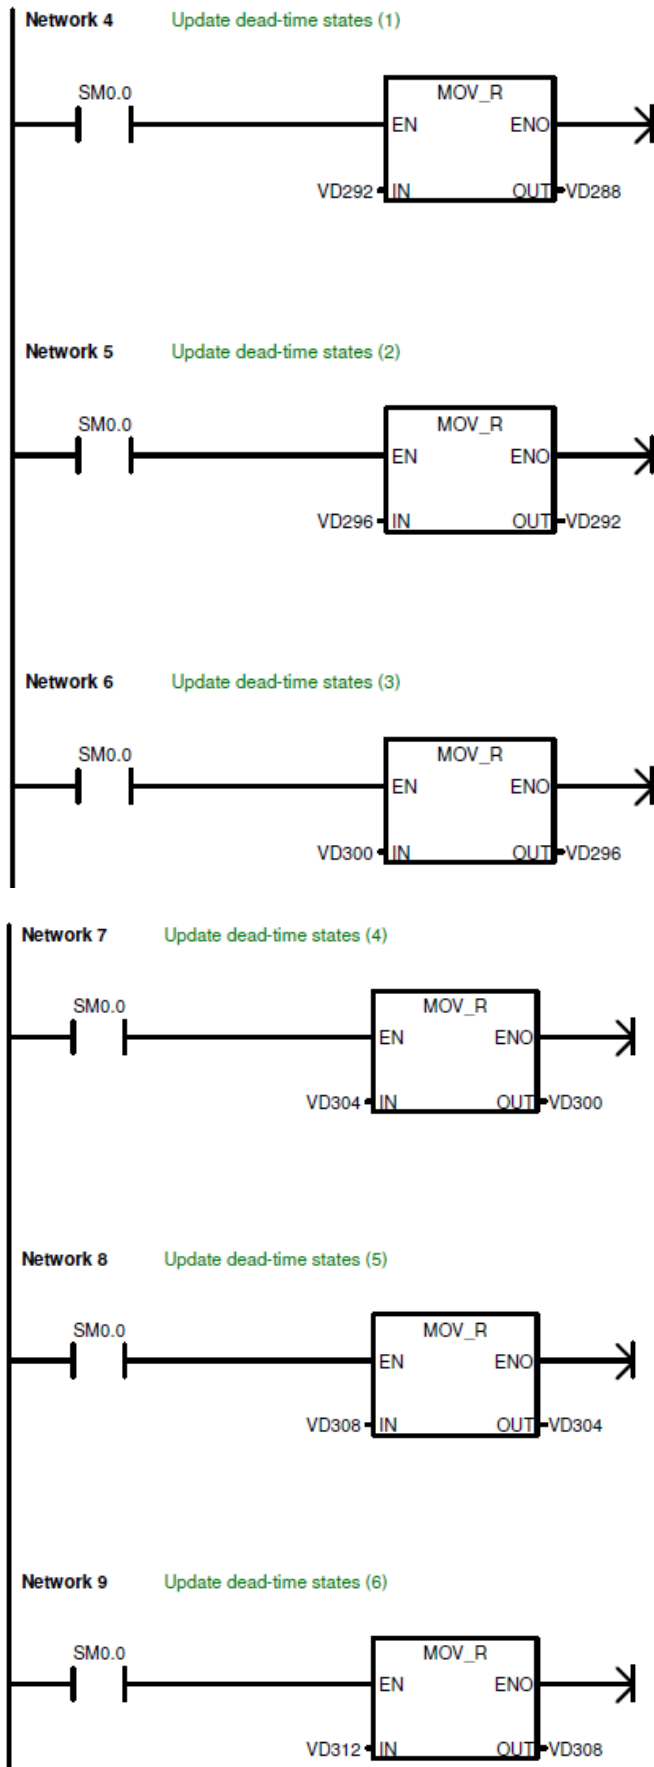 Network 4 Update dead-time states (1)
SM0.0
MOV_R
EN ENO
VD292 IN OUT VD288
Network 5 Update dead-time states (2)
SM0.0
MOV_R
EN ENO
VD296 IN OUT VD292
Network 6 Update dead-time states (3)
SM0.0
MOV_R
EN ENO
VD300 IN OUT VD296
Network 7 Update dead-time states (4)
SM0.0
MOV_R
EN ENO
VD304 IN OUT VD300
Network 8 Update dead-time states (5)
SM0.0
MOV_R
EN ENO
VD308 IN OUT VD304
Network 9 Update dead-time states (6)
SM0.0
MOV_R
EN ENO
VD312 IN OUT VD308